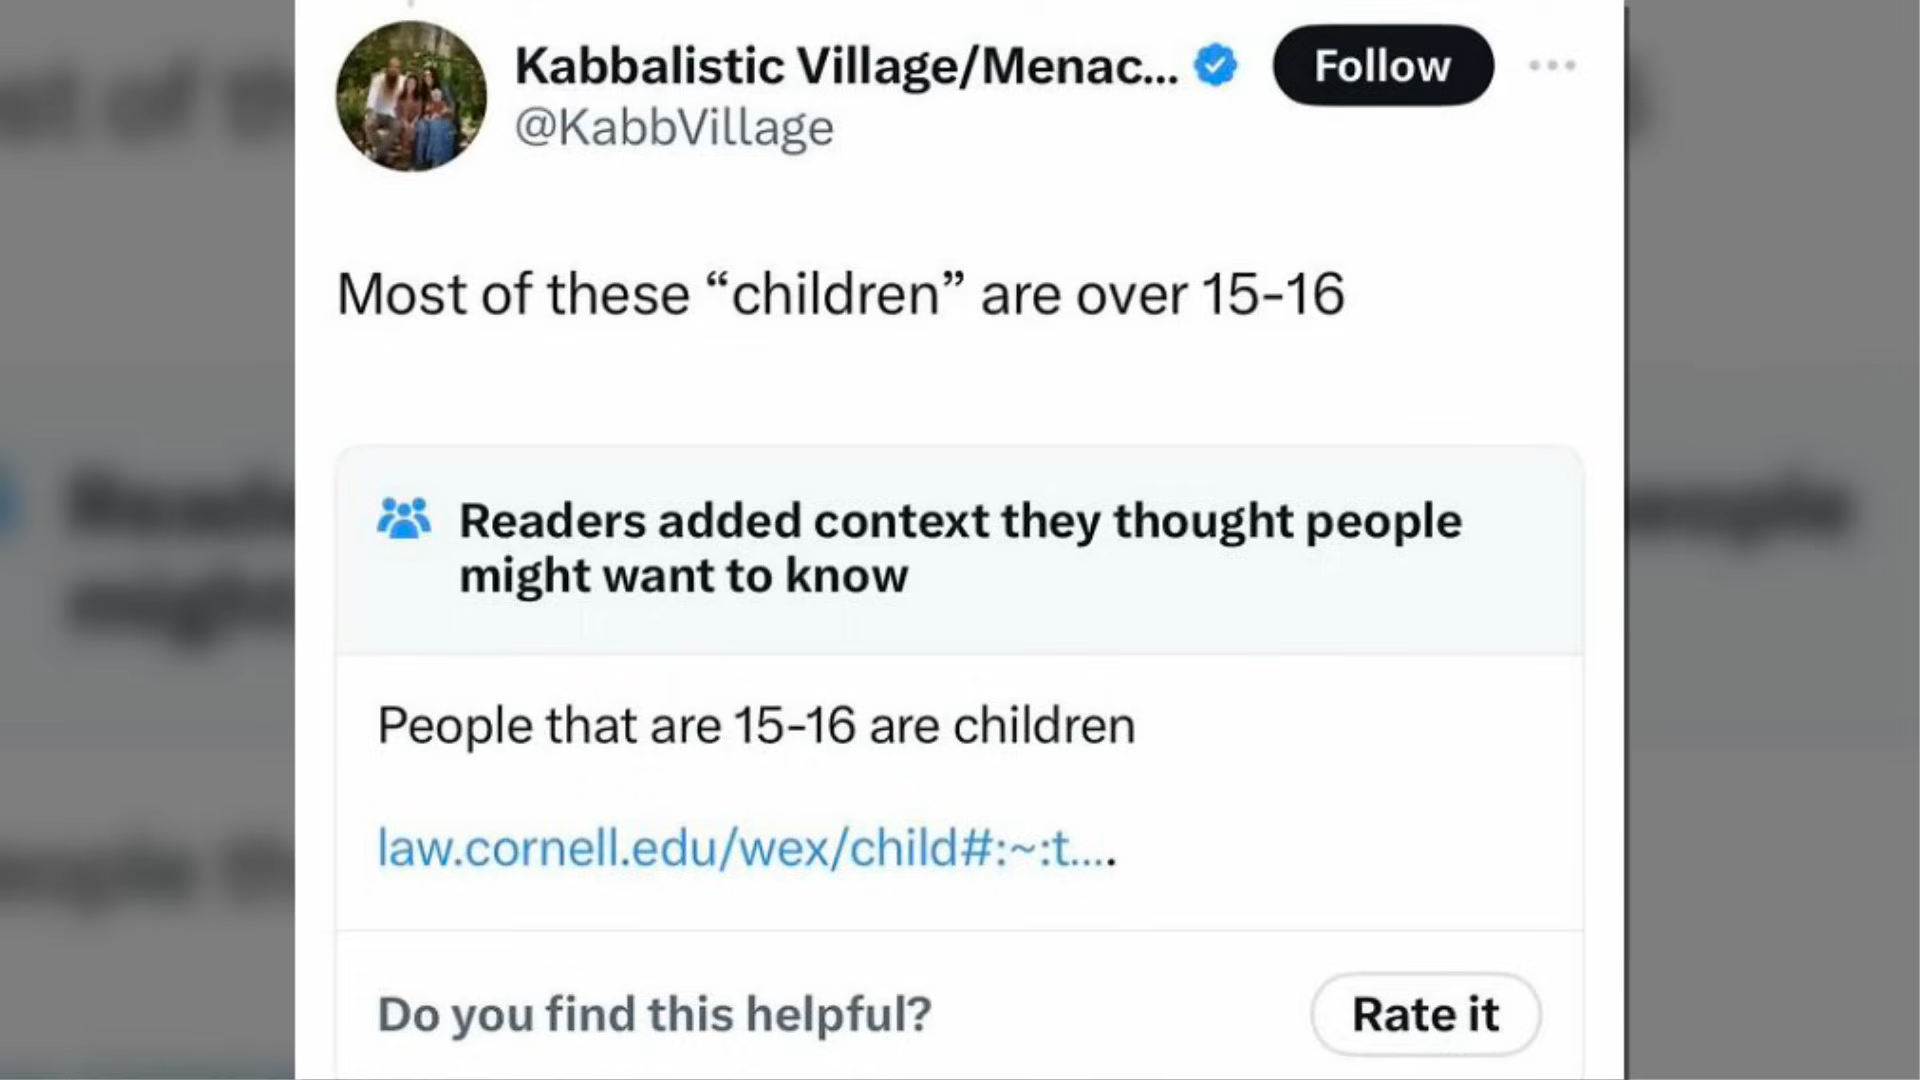 Kabbalistic Village/Menac...
Follow
@KabbVillage
Most of these “children” are over 15-16
Readers added context they thought people
might want to know
People that are 15-16 are children
law.cornell.edu/wex/child#:~:t....
Do you find this helpful?
Rate it